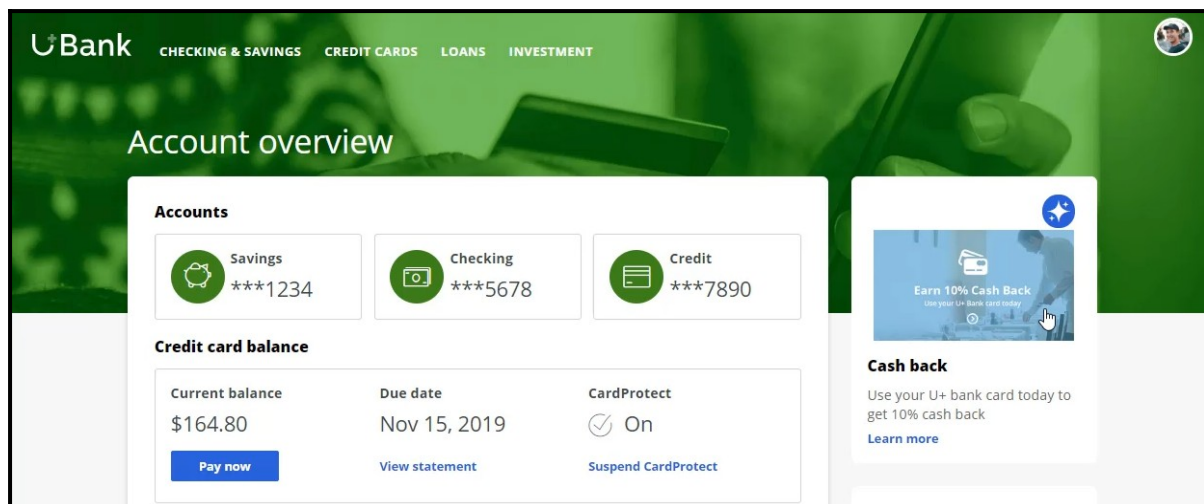 U+Bank
CHECKING & SAVINGS CREDIT CARDS LOANS INVESTMENT
Account overview
Accounts
Savings
***1234
Checking
***5678
Credit
***7890
Credit card balance
Current balance
$164.80
Pay now
Due date
Nov 15, 2019
View statement
CardProtect
On
Suspend CardProtect
Earn 10% Cash Back
Use your U+ Bank card today
Cash back
Use your U+ bank card today to
get 10% cash back
Learn more